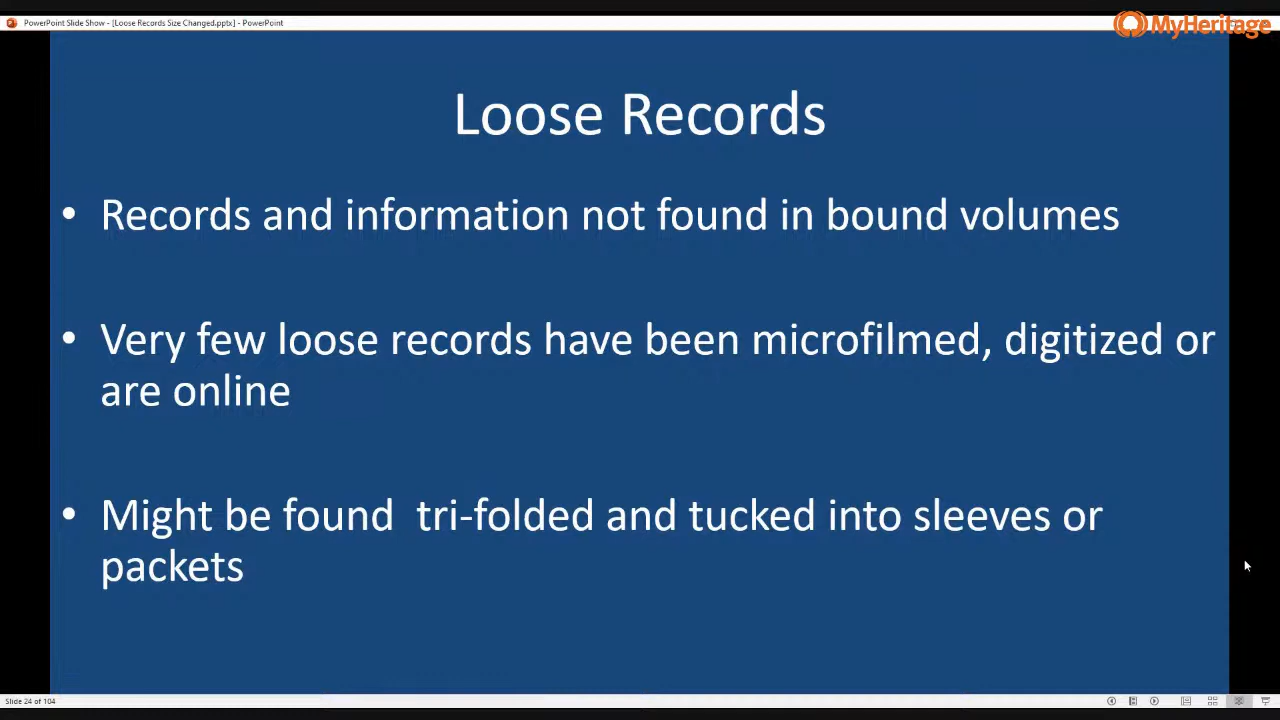 PowerPoint Slide Show - [Loose Records Size Changed.pptx] - PowerPoint
MyHeritage
Loose Records
• Records and information not found in bound volumes
• Very few loose records have been microfilmed, digitized or
are online
• Might be found  tri-folded and tucked into sleeves or
packets
Slide 24 of 104